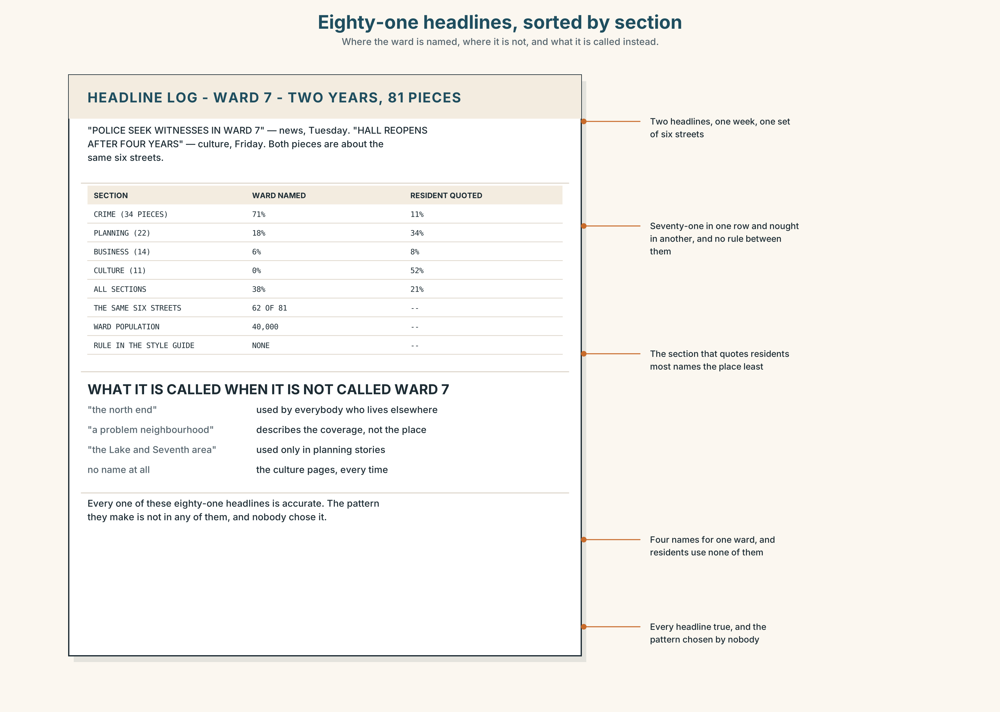 Eighty-one headlines, sorted by section
Where the ward is named, where it is not, and what it is called instead.
HEADLINE LOG - WARD 7 - TWO YEARS, 81 PIECES
"POLICE SEEK WITNESSES IN WARD 7" — news, Tuesday. "HALL REOPENS
AFTER FOUR YEARS" — culture, Friday. Both pieces are about the
same six streets.
Two headlines, one week, one set
of six streets
SECTION WARD NAMED RESIDENT QUOTED
CRIME (34 PIECES) 71% 11%
PLANNING (22) 18% 34%
BUSINESS (14) 6% 8%
CULTURE (11) 0% 52%
ALL SECTIONS 38% 21%
THE SAME SIX STREETS 62 OF 81 --
WARD POPULATION 40,000 --
RULE IN THE STYLE GUIDE NONE --
Seventy-one in one row and nought
in another, and no rule between
them
The section that quotes residents
most names the place least
WHAT IT IS CALLED WHEN IT IS NOT CALLED WARD 7
"the north end" used by everybody who lives elsewhere
"a problem neighbourhood" describes the coverage, not the place
"the Lake and Seventh area" used only in planning stories
no name at all the culture pages, every time
Every one of these eighty-one headlines is accurate. The pattern
they make is not in any of them, and nobody chose it.
Four names for one ward, and
residents use none of them
Every headline true, and the
pattern chosen by nobody